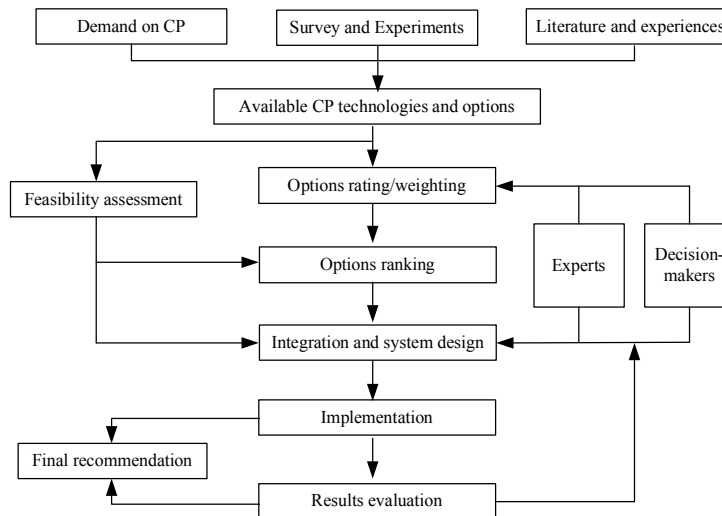 Demand on CP
Survey and Experiments
Literature and experiences
Available CP technologies and options
Feasibility assessment
Options rating/weighting
Options ranking
Experts
Decision-
makers
Integration and system design
Implementation
Final recommendation
Results evaluation